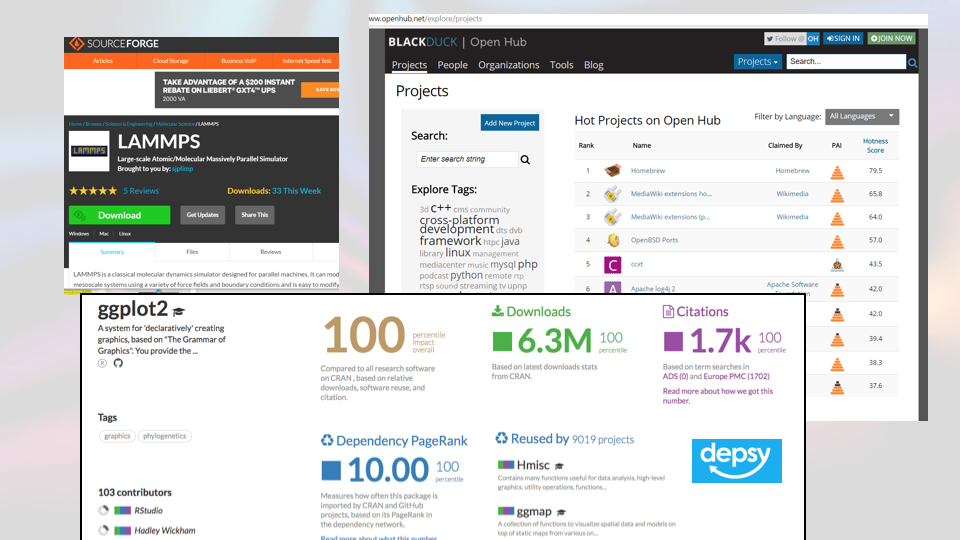 SOURCEFORGE
Articles Cloud Storage Business VoIP Internet Speed Test
TAKE ADVANTAGE OF A $200 INSTANT
REBATE ON LIEBERT® GXT4™ UPS
2000 VA
SAVE NOW
Home / Browse / Science & Engineering / Molecular Science / LAMMPS
LAMMPS
LAMMPS
Large-scale Atomic/Molecular Massively Parallel Simulator
Brought to you by: sjplimp
5 Reviews
Downloads: 33 This Week
Download
Get Updates
Share This
Windows Mac Linux
Summary Files Reviews
LAMMPS is a classical molecular dynamics simulator designed for parallel machines. It can mod
mesoscale systems using a variety of force fields and boundary conditions and is easy to modify
ww.openhub.net/explore/projects
BLACKDUCK | Open Hub
Follow @ OH
SIGN IN
JOIN NOW
Projects People Organizations Tools Blog
Projects
Search...
Projects
Add New Project
Search:
Enter search string
Explore Tags:
3d c++ cms community
cross-platform
development dts dvb
framework htpc java
library linux management
mediacenter music mysql php
podcast python remote rtp
rtsp sound streaming tv upnp
Hot Projects on Open Hub
Filter by Language: All Languages
Rank Name Claimed By PAI Hotness Score
1 Homebrew Homebrew 79.5
2 MediaWiki extensions ho... Wikimedia 65.8
3 MediaWiki extensions (p... Wikimedia 64.0
4 OpenBSD Ports 57.0
5 C ccxt 43.5
6 A Apache log4j 2 Apache Software 42.0
42.0
39.4
38.3
37.6
ggplot2
A system for 'declaratively' creating
graphics, based on "The Grammar of
Graphics". You provide the ...
R
Tags
graphics phylogenetics
103 contributors
RStudio
Hadley Wickham
100 percentile
impact
overall
Compared to all research software
on CRAN , based on relative
downloads, software reuse, and
citation.
Downloads
6.3M 100
percentile
Based on latest downloads stats
from CRAN.
Citations
1.7k 100
percentile
Based on term searches in
ADS (0) and Europe PMC (1702)
Read more about how we got this
number.
Dependency PageRank
10.00 100
percentile
Measures how often this package is
imported by CRAN and GitHub
projects, based on its PageRank in
the dependency network.
Read more about what this number
Reused by 9019 projects
Hmisc
Contains many functions useful for data analysis, high-level
graphics, utility operations, functions...
ggmap
A collection of functions to visualize spatial data and models on
top of static maps from various on...
depsy